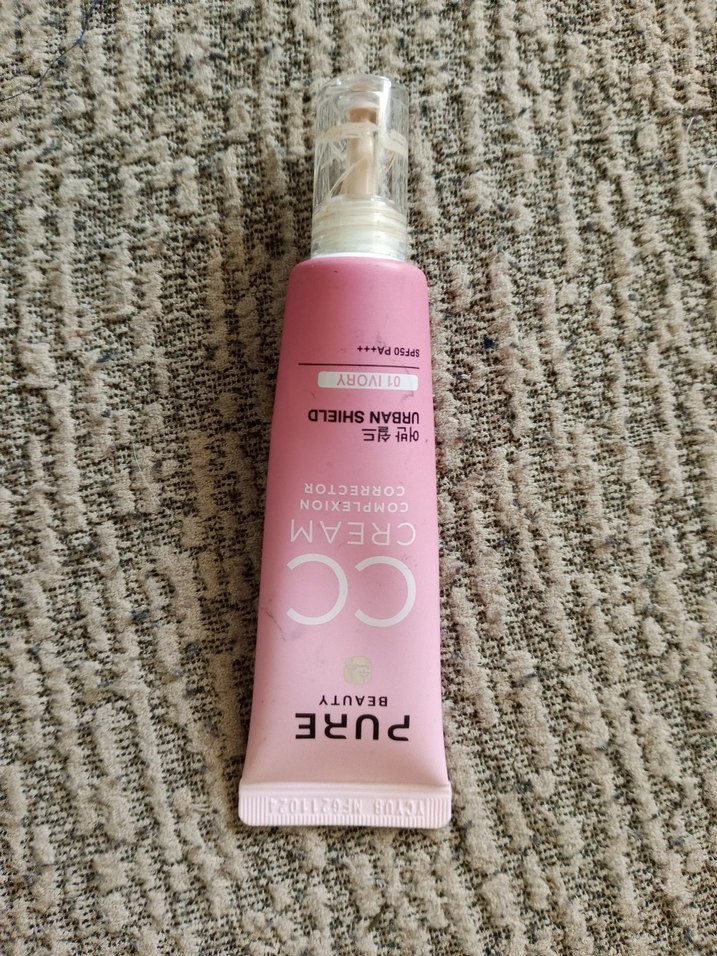 PURE
BEAUTY
CC
CREAM
COMPLEXION
CORRECTOR
어반 쉴드
URBAN SHIELD
01 IVORY
SPF50 PA+++